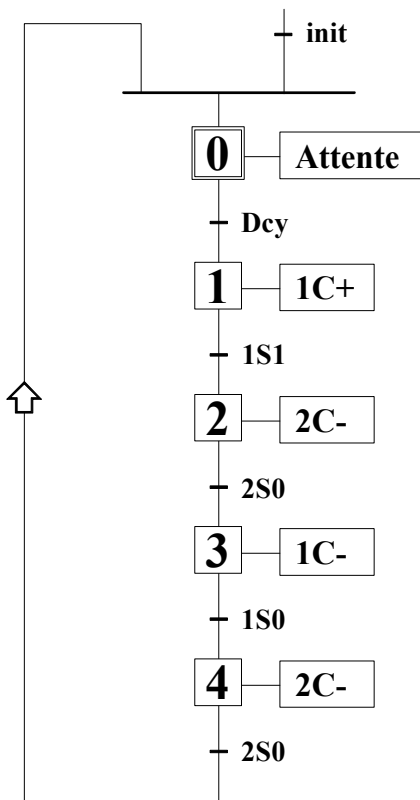 init
0 Attente
Dcy
1 1C+
1S1
2 2C-
2S0
3 1C-
1S0
4 2C-
2S0